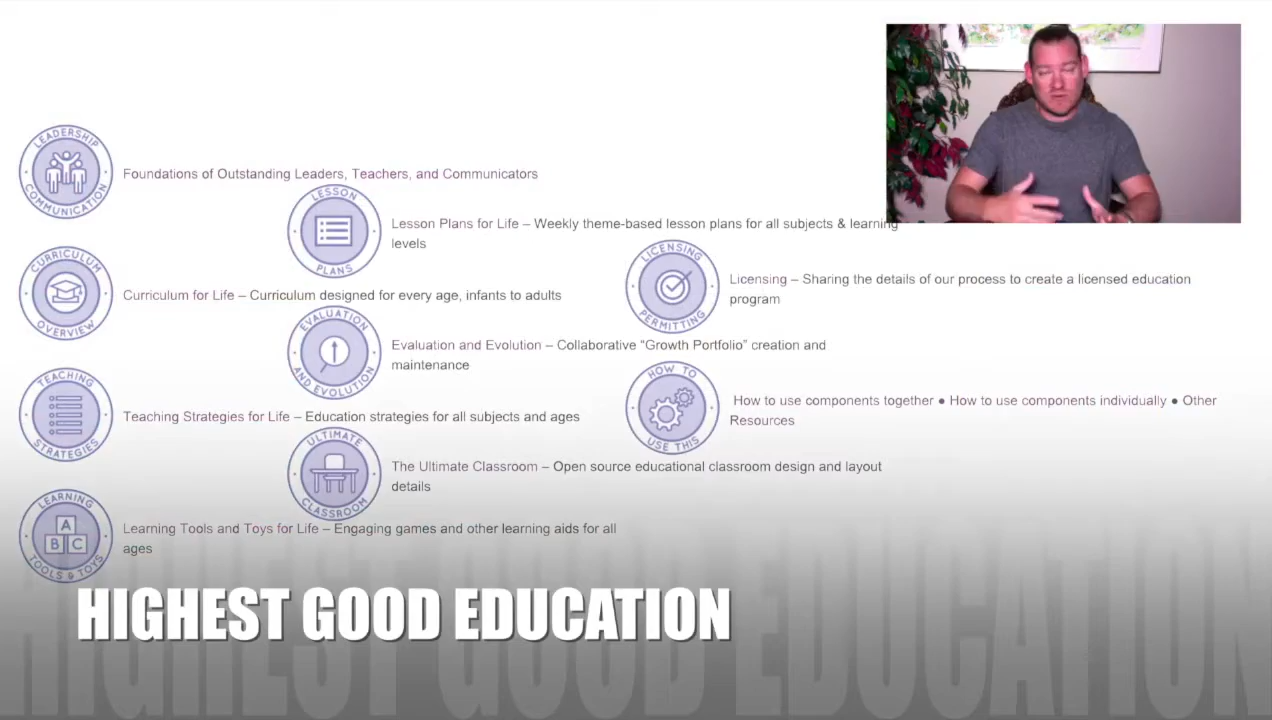 LEADERSHIP
COMMUNICATION
Foundations of Outstanding Leaders, Teachers, and Communicators
LESSON
PLANS
Lesson Plans for Life – Weekly theme-based lesson plans for all subjects & learning
levels
CURRICULUM
OVERVIEW
Curriculum for Life – Curriculum designed for every age, infants to adults
LICENSING
PERMITTING
Licensing – Sharing the details of our process to create a licensed education
program
EVALUATION
AND EVOLUTION
Evaluation and Evolution – Collaborative “Growth Portfolio” creation and
maintenance
TEACHING
STRATEGIES
Teaching Strategies for Life – Education strategies for all subjects and ages
HOW TO
USE THIS
How to use components together ● How to use components individually ● Other
Resources
ULTIMATE
CLASSROOM
The Ultimate Classroom – Open source educational classroom design and layout
details
LEARNING
A
B C
TOOLS & TOYS
Learning Tools and Toys for Life – Engaging games and other learning aids for all
ages
HIGHEST GOOD EDUCATION
HIGHEST GOOD EDUCATION